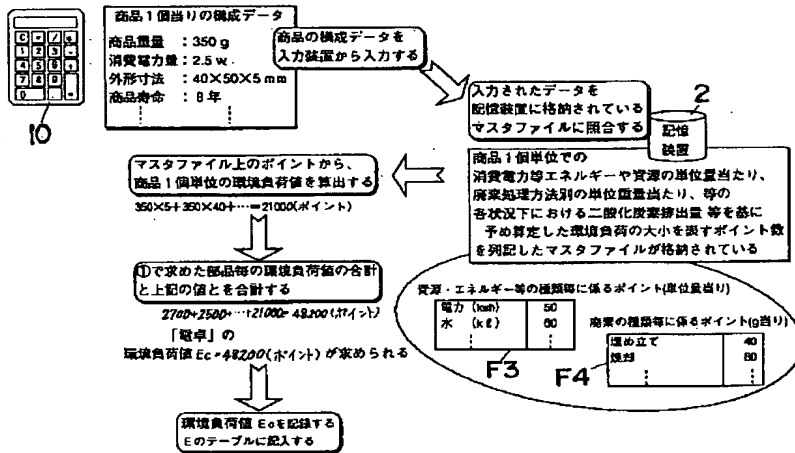 商品1個当りの構成データ
商品重量 : 350 g
消費電力量 : 2.5 w.
外形寸法 : 40×50×5 mm
商品寿命 : 8 年
10
商品の構成データを
入力装置から入力する
入力されたデータを
記憶装置に格納されている
マスタファイルに照合する
2
記憶
装置
商品1個単位での
消費電力等エネルギーや資源の単位量当たり、
廃棄処理方法別の単位重量当たり、等の
各状況下における二酸化炭素排出量 等を基に
予め算定した環境負荷の大小を表すポイント数
を列記したマスタファイルが格納されている
マスタファイル上のポイントから、
商品1個単位の環境負荷値を算出する
350×5+350×40+…=21000(ポイント)
①で求めた部品毎の環境負荷値の合計
と上記の値とを合計する
2700+2500+…+21000=48200(ポイント)
「電卓」の
環境負荷値 Ec=48200(ポイント) が求められる
環境負荷値 Ecを記録する
Eのテーブルに記入する
資源・エネルギー等の種類毎に係るポイント(単位量当り)
電力 (kwh) 50
水 (kℓ) 60
F3
廃棄の種類毎に係るポイント(g当り)
埋め立て 40
焼却 80
F4